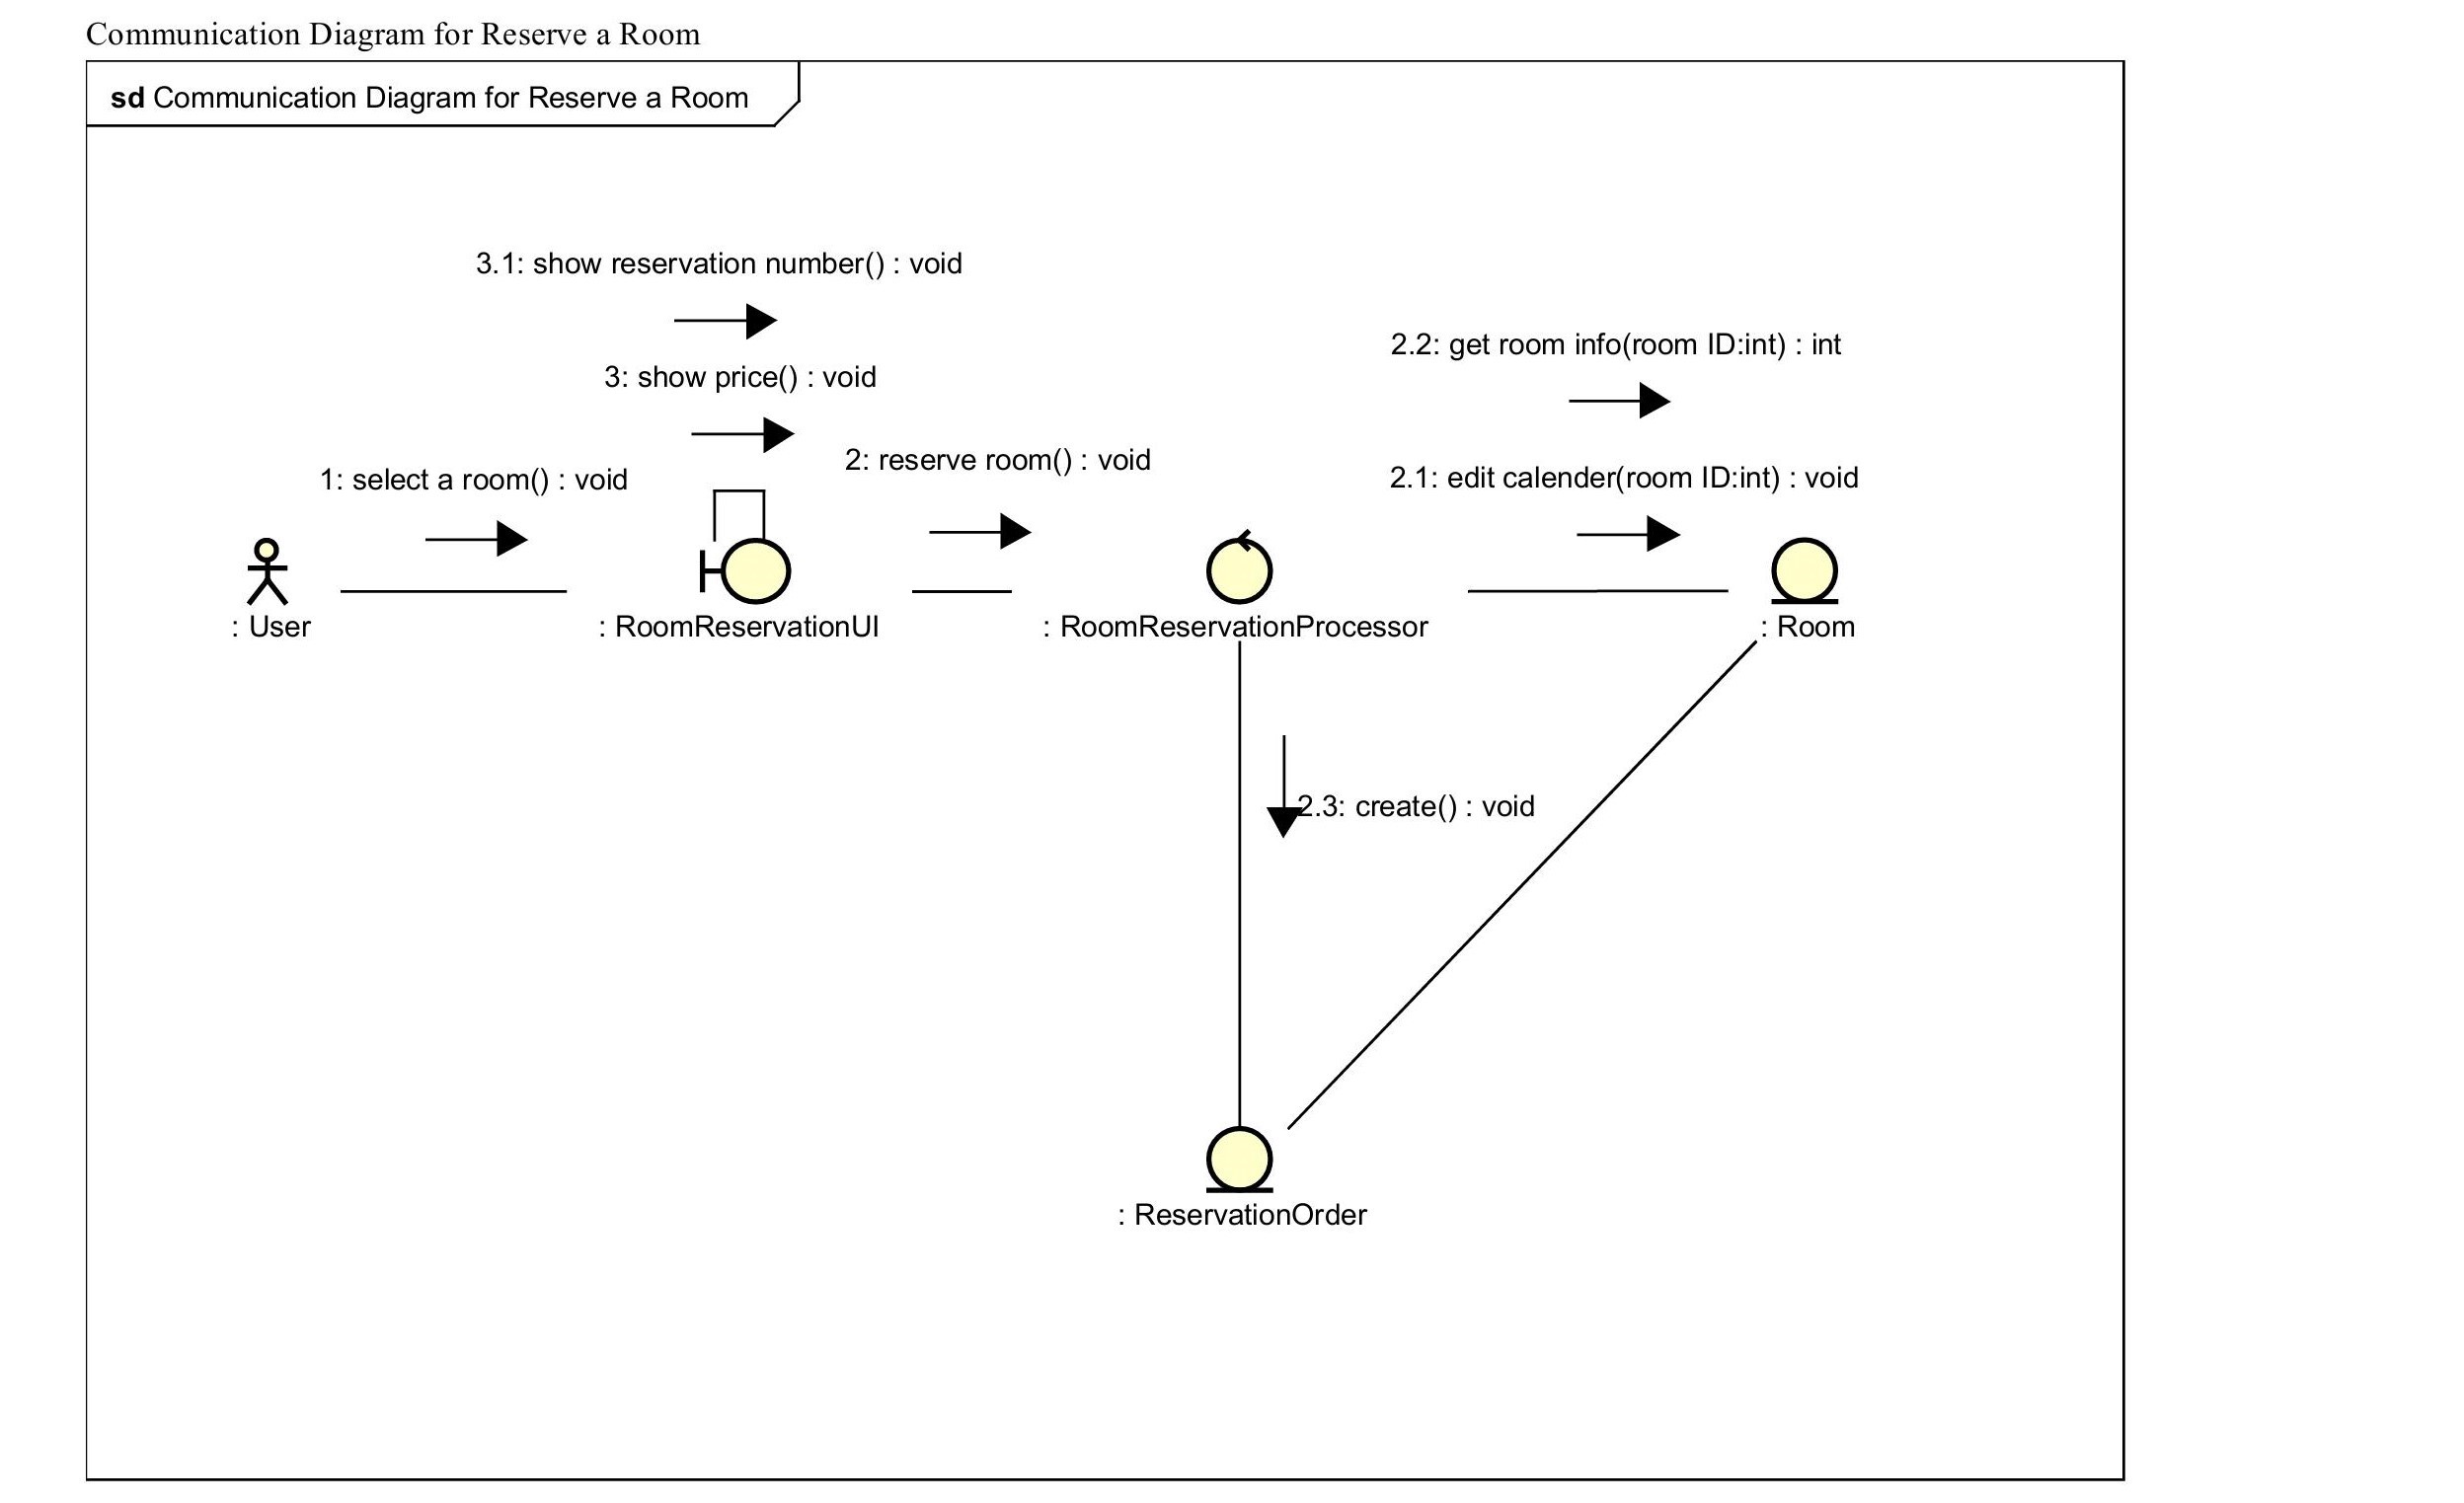 Communication Diagram for Reserve a Room
sd Communication Diagram for Reserve a Room
3.1: show reservation number() : void
3: show price() : void
2.2: get room info(room ID:int) : int
1: select a room() : void
2: reserve room() : void
2.1: edit calender(room ID:int) : void
: User
: RoomReservationUI
: RoomReservationProcessor
: Room
2.3: create() : void
: ReservationOrder